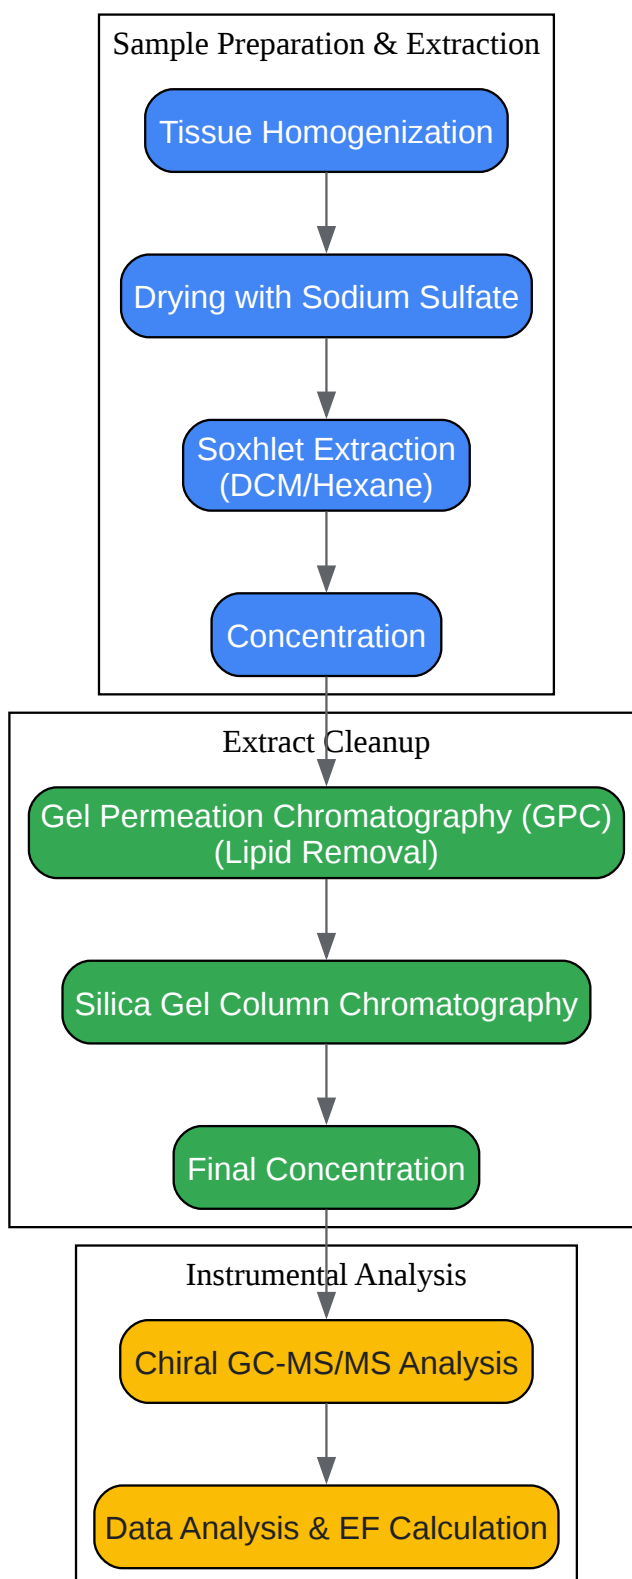 Sample Preparation & Extraction
Tissue Homogenization
Drying with Sodium Sulfate
Soxhlet Extraction
(DCM/Hexane)
Concentration
Extract Cleanup
Gel Permeation Chromatography (GPC)
(Lipid Removal)
Silica Gel Column Chromatography
Final Concentration
Instrumental Analysis
Chiral GC-MS/MS Analysis
Data Analysis & EF Calculation